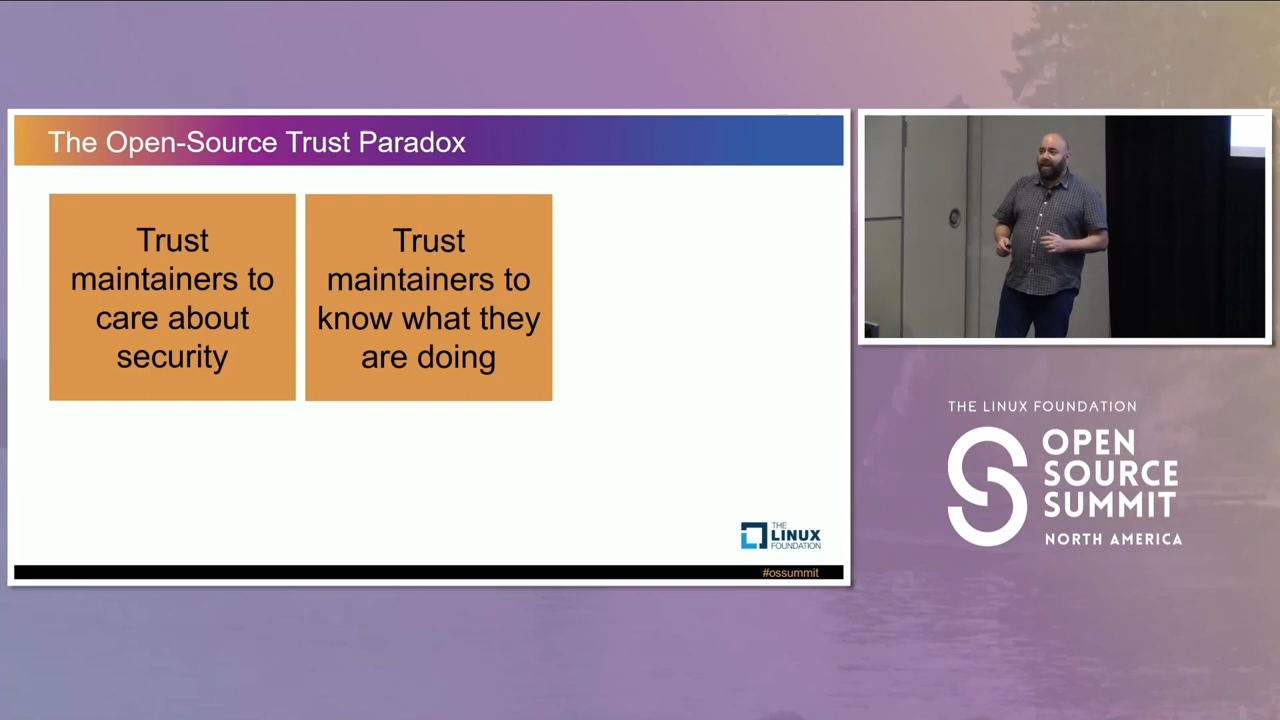 The Open-Source Trust Paradox
Trust
maintainers to
care about
security
Trust
maintainers to
know what they
are doing
THE
LINUX
FOUNDATION
#ossummit
THE LINUX FOUNDATION
OPEN
SOURCE
SUMMIT
NORTH AMERICA